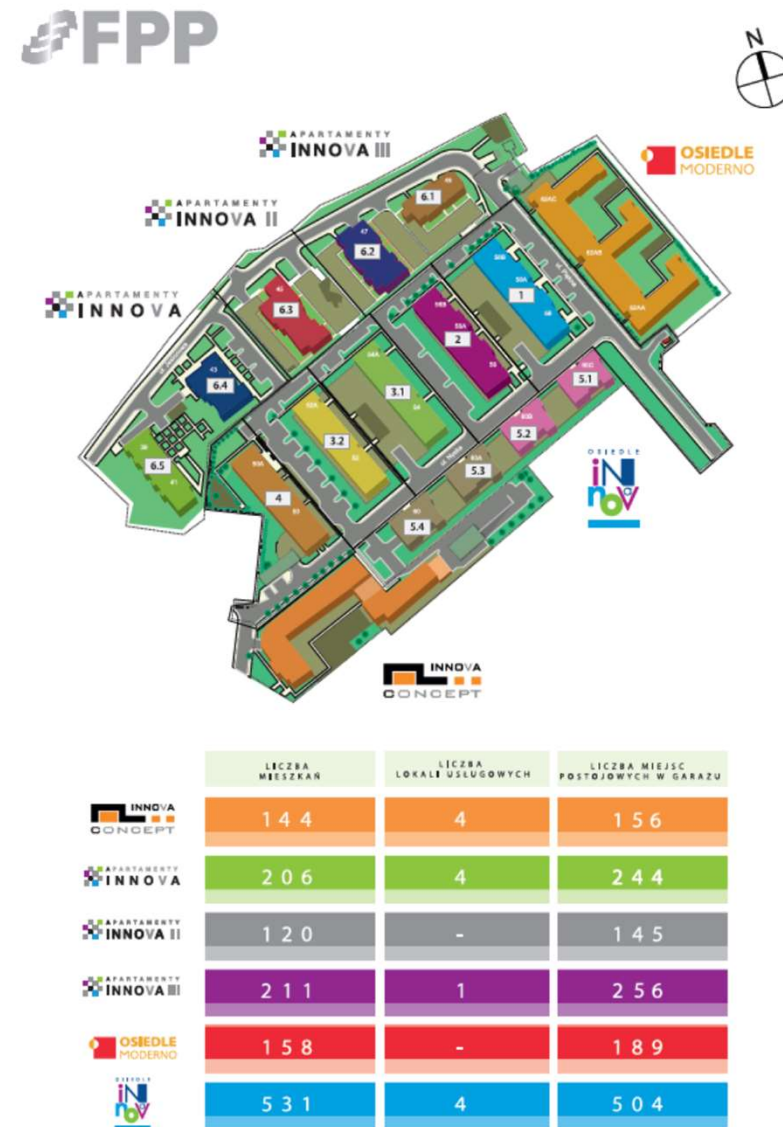 FPP
N
APARTAMENTY
INNOVA III
OSIEDLE
MODERNO
APARTAMENTY
INNOVA II
APARTAMENTY
INNOVA
6.1
47
6.2
6.3
1
2
43
6.4
3.1
5.1
5.2
3.2
6.5
41
5.3
4
5.4
OSIEDLE
iNNoVa
INNOVA
CONCEPT
LICZBA
MIESZKAŃ
LICZBA
LOKALI USŁUGOWYCH
LICZBA MIEJSC
POSTOJOWYCH W GARAŻU
INNOVA
CONCEPT
144 4 156
APARTAMENTY
INNOVA
206 4 244
APARTAMENTY
INNOVA II
120 - 145
APARTAMENTY
INNOVA III
211 1 256
OSIEDLE
MODERNO
158 - 189
OSIEDLE
iNNoV
531 4 504